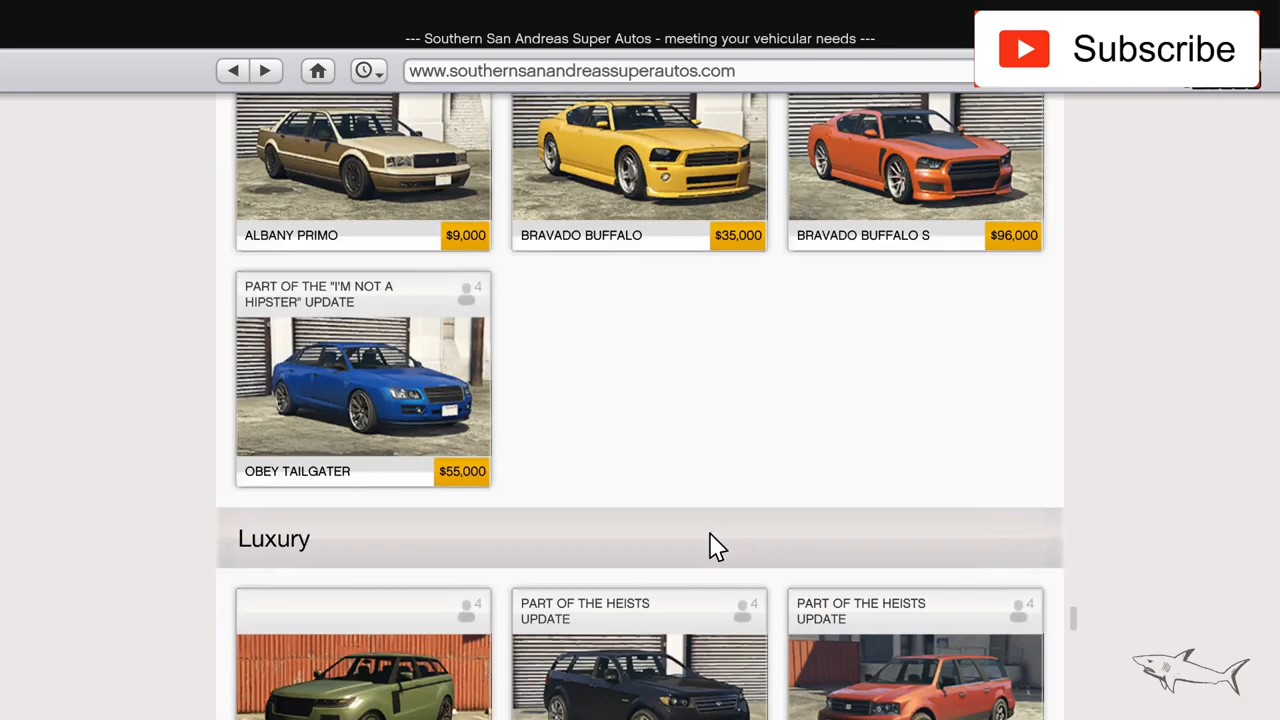 --- Southern San Andreas Super Autos - meeting your vehicular needs ---
Subscribe
www.southernsanandreassuperautos.com
ALBANY PRIMO $9,000
BRAVADO BUFFALO $35,000
BRAVADO BUFFALO S $96,000
PART OF THE "I'M NOT A
HIPSTER" UPDATE
4
OBEY TAILGATER $55,000
Luxury
4
PART OF THE HEISTS
UPDATE
4
PART OF THE HEISTS
UPDATE
4